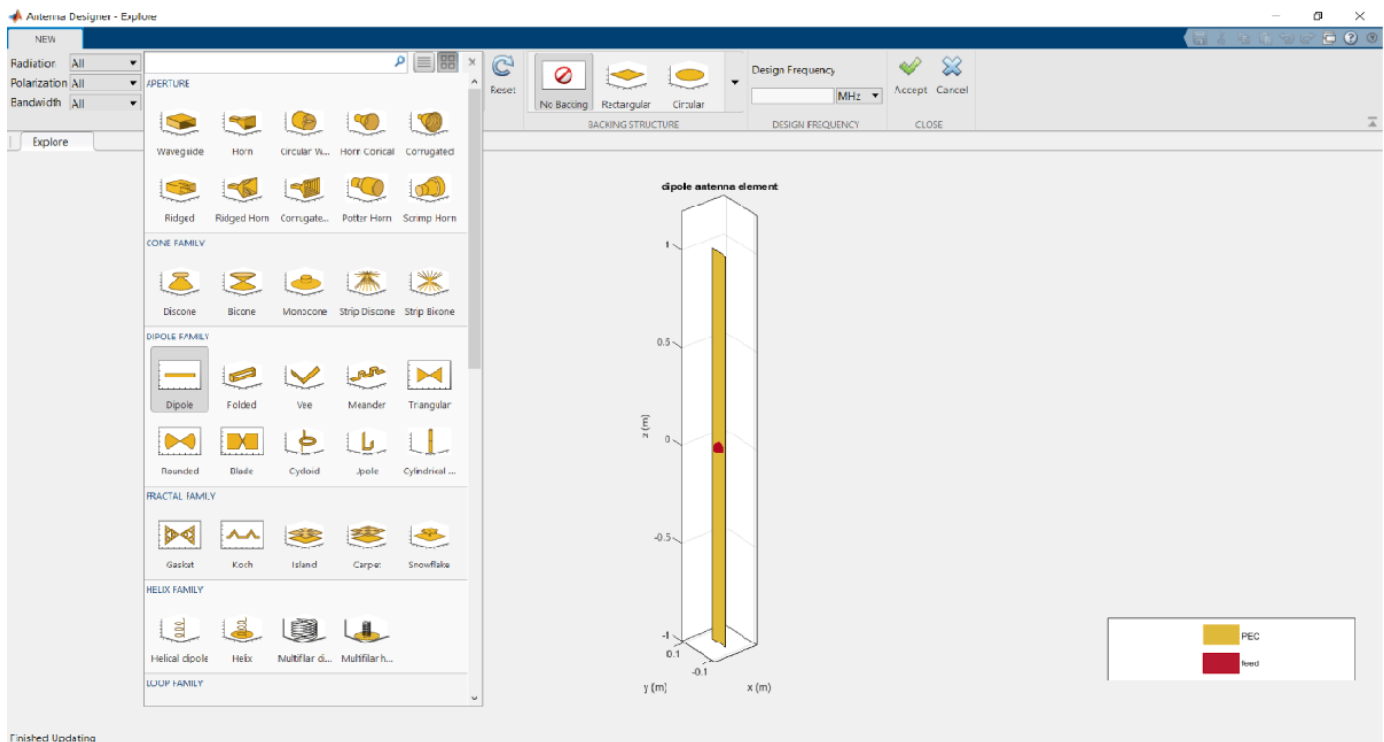 Antenna Designer - Explore
NEW
Radiation All
Polarization All
Bandwidth All
Reset
No Backing Rectangular Circular
BACKING STRUCTURE
Design Frequency
MHz
DESIGN FREQUENCY
Accept Cancel
CLOSE
Explore
APERTURE
Waveguide Horn Circular W... Horn Conical Corrugated
Ridged Ridged Horn Corrugate... Potter Horn Scrimp Horn
CONE FAMILY
Discone Bicone Monocone Strip Discone Strip Bicone
DIPOLE FAMILY
Dipole Folded Vee Meander Triangular
Rounded Blade Cycloid Jpole Cylindrical ...
FRACTAL FAMILY
Gasket Koch Island Carpet Snowflake
HELIX FAMILY
Helical dipole Helix Multifilar di... Multifilar h...
LOOP FAMILY
dipole antenna element
1
0.5
0
-0.5
-1
z (m)
0.1
-0.1
y (m) x (m)
PEC
feed
Finished Updating